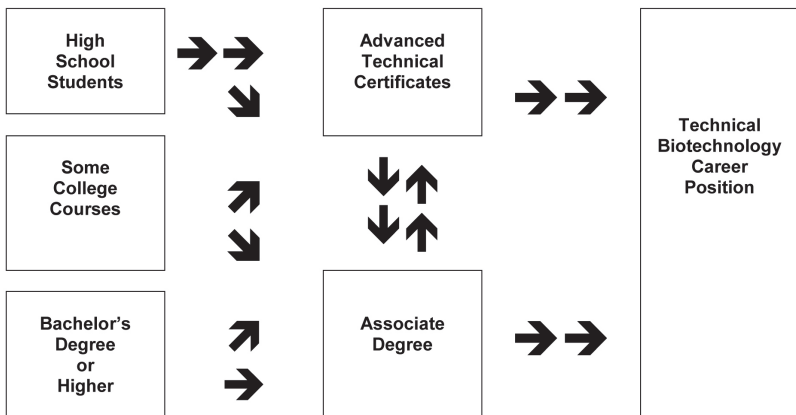 High
School
Students
Advanced
Technical
Certificates
Technical
Biotechnology
Career
Position
Some
College
Courses
Bachelor’s
Degree
or
Higher
Associate
Degree